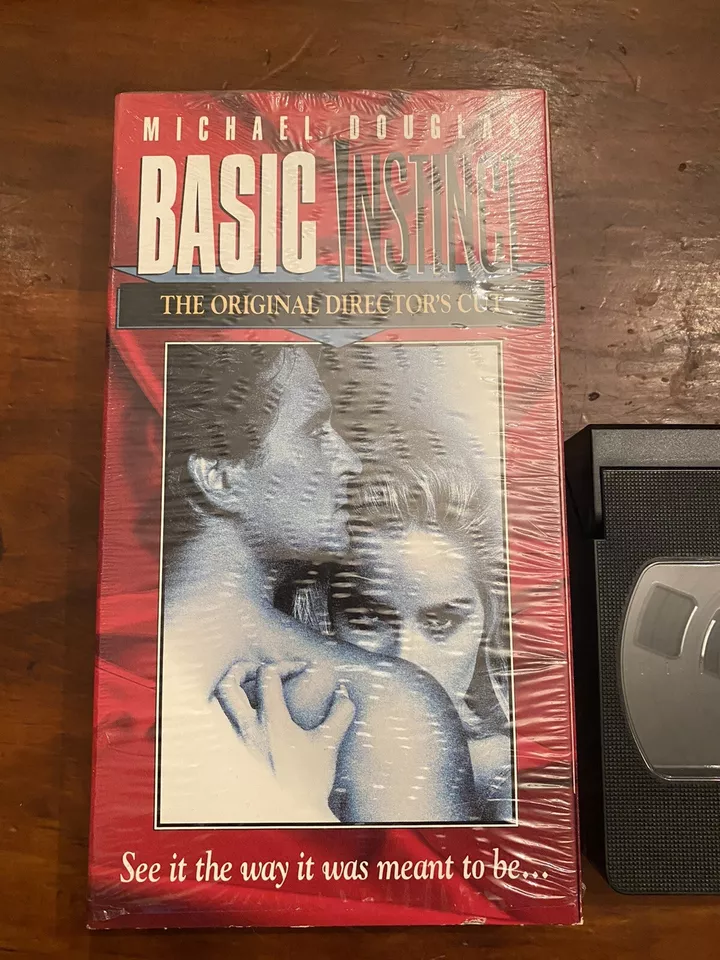 MICHAEL DOUGLAS
BASIC INSTINCT
THE ORIGINAL DIRECTOR'S CUT
See it the way it was meant to be...